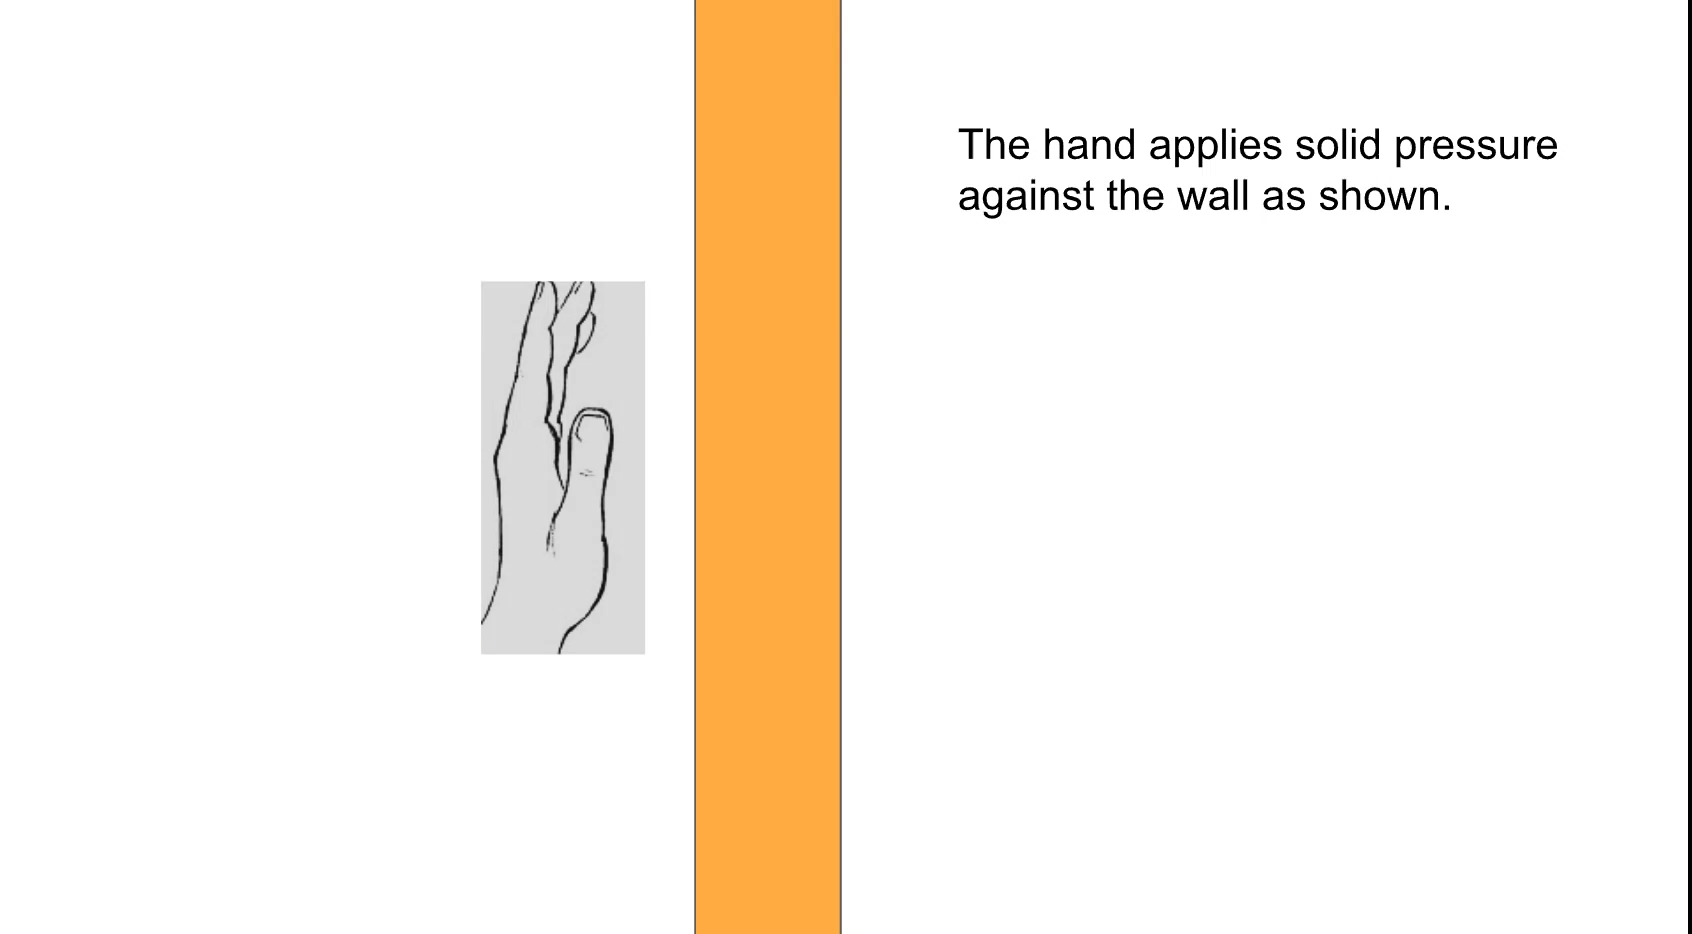 The hand applies solid pressure
against the wall as shown.